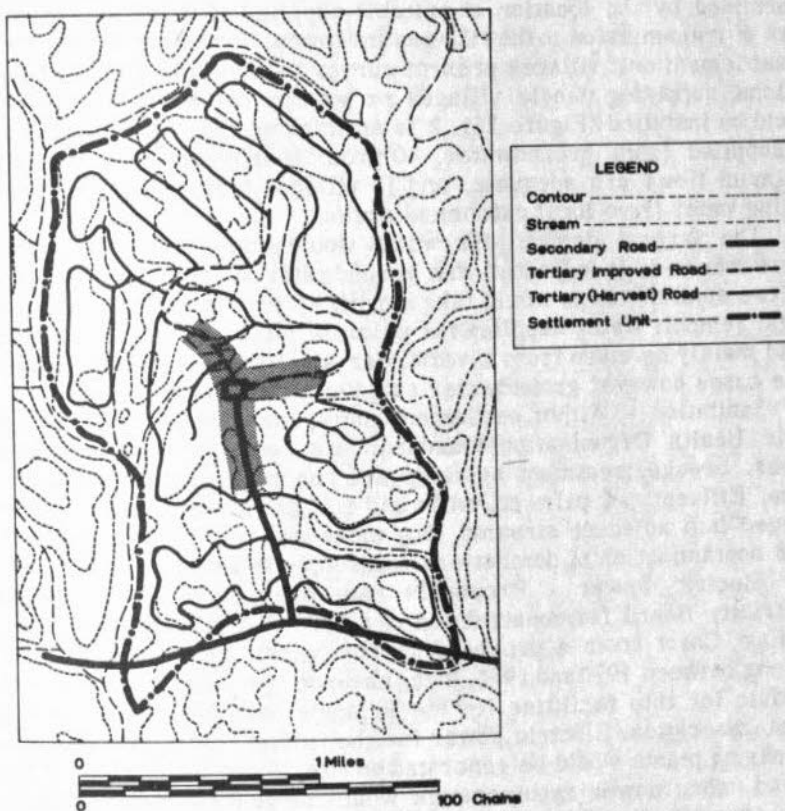 LEGEND
Contour
Stream
Secondary Road
Tertiary Improved Road
Tertiary (Harvest) Road
Settlement Unit
0 1 Miles
0 100 Chains